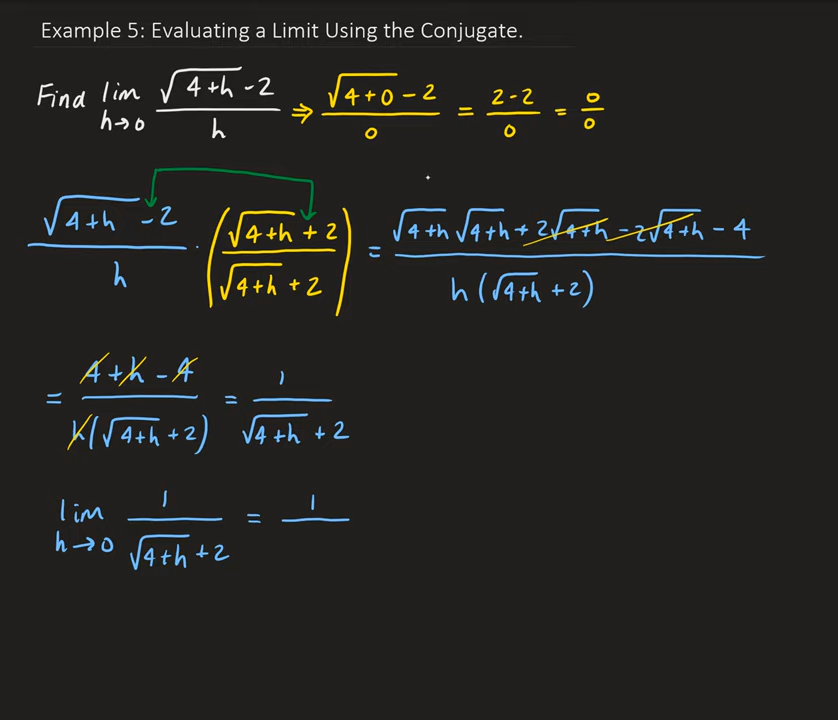 Example 5: Evaluating a Limit Using the Conjugate.
Find lim h→0 (√(4+h) - 2)/h ⇒ (√(4+0) - 2)/0 = (2-2)/0 = 0/0
(√(4+h) - 2)/h · ((√(4+h) + 2)/(√(4+h) + 2)) = (√(4+h) √(4+h) + 2√(4+h) - 2√(4+h) - 4)/(h(√(4+h) + 2))
= (4+h-4)/(h(√(4+h) + 2)) = 1/(√(4+h) + 2)
lim h→0 1/(√(4+h) + 2) = 1/